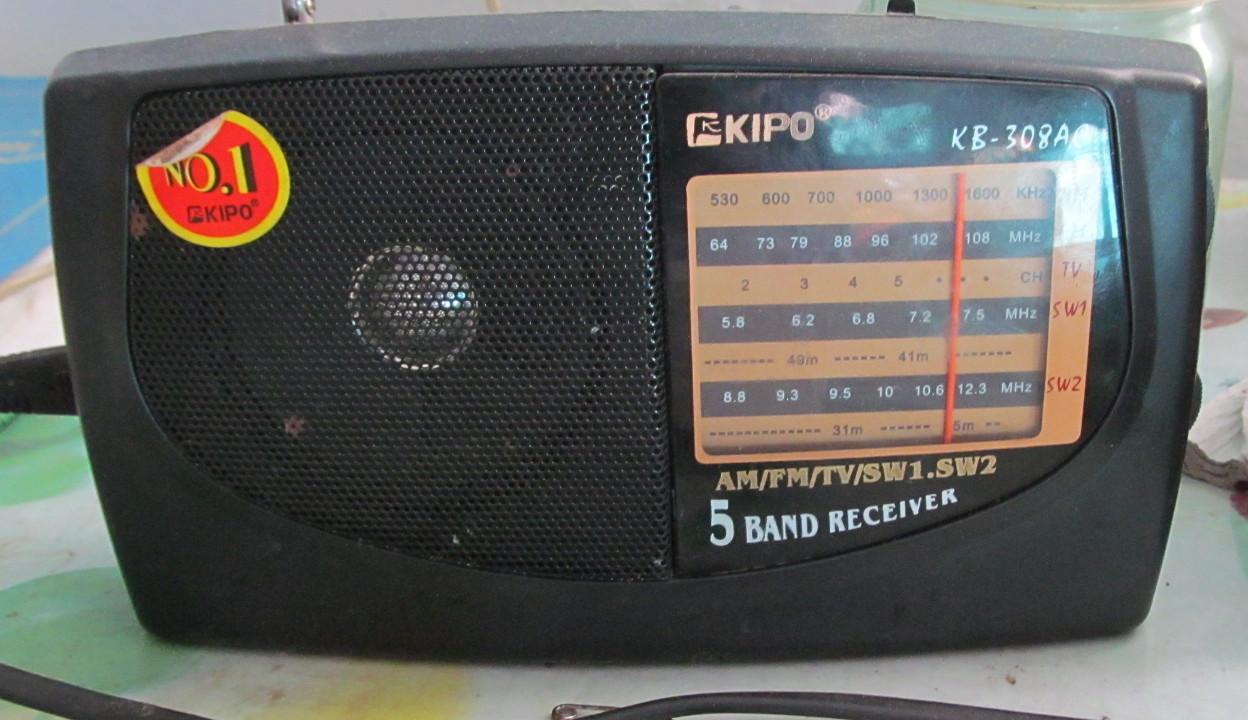 NO.1
KIPO®
KIPO®
KB-308AC
530 600 700 1000 1300 1600 KHz
64 73 79 88 96 102 108 MHz
2 3 4 5 • • • CH TV
5.8 6.2 6.8 7.2 7.5 MHz SW1
-------- 49m ------ 41m -------
8.8 9.3 9.5 10 10.6 12.3 MHz SW2
------------- 31m ------ 5m --
AM/FM/TV/SW1.SW2
5 BAND RECEIVER